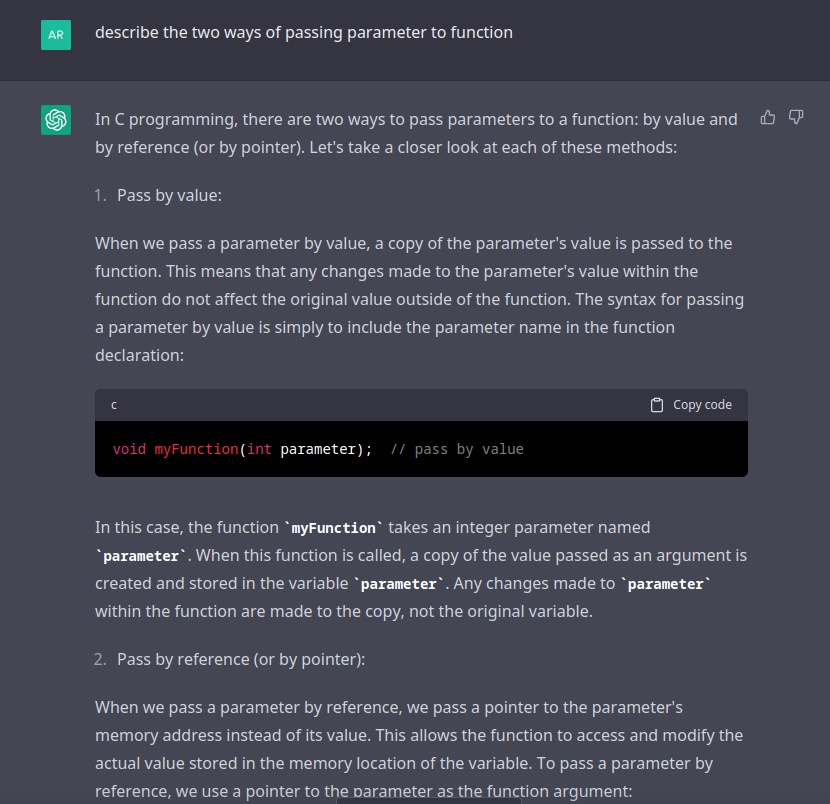 AR
describe the two ways of passing parameter to function
In C programming, there are two ways to pass parameters to a function: by value and
by reference (or by pointer). Let's take a closer look at each of these methods:
1. Pass by value:
When we pass a parameter by value, a copy of the parameter's value is passed to the
function. This means that any changes made to the parameter's value within the
function do not affect the original value outside of the function. The syntax for passing
a parameter by value is simply to include the parameter name in the function
declaration:
c
Copy code
void myFunction(int parameter);  // pass by value
In this case, the function `myFunction` takes an integer parameter named
`parameter`. When this function is called, a copy of the value passed as an argument is
created and stored in the variable `parameter`. Any changes made to `parameter`
within the function are made to the copy, not the original variable.
2. Pass by reference (or by pointer):
When we pass a parameter by reference, we pass a pointer to the parameter's
memory address instead of its value. This allows the function to access and modify the
actual value stored in the memory location of the variable. To pass a parameter by
reference, we use a pointer to the parameter as the function argument: